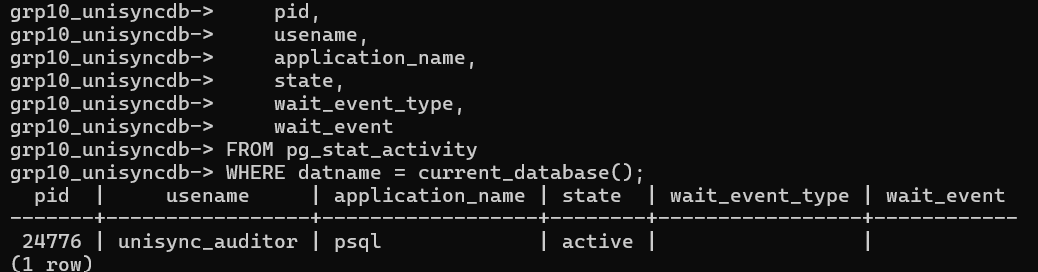 grp10_unisyncdb->     pid,
grp10_unisyncdb->     usename,
grp10_unisyncdb->     application_name,
grp10_unisyncdb->     state,
grp10_unisyncdb->     wait_event_type,
grp10_unisyncdb->     wait_event
grp10_unisyncdb-> FROM pg_stat_activity
grp10_unisyncdb-> WHERE datname = current_database();
  pid  |     usename     | application_name | state  | wait_event_type | wait_event
-------+-----------------+------------------+--------+-----------------+------------
 24776 | unisync_auditor | psql             | active |                 |
(1 row)